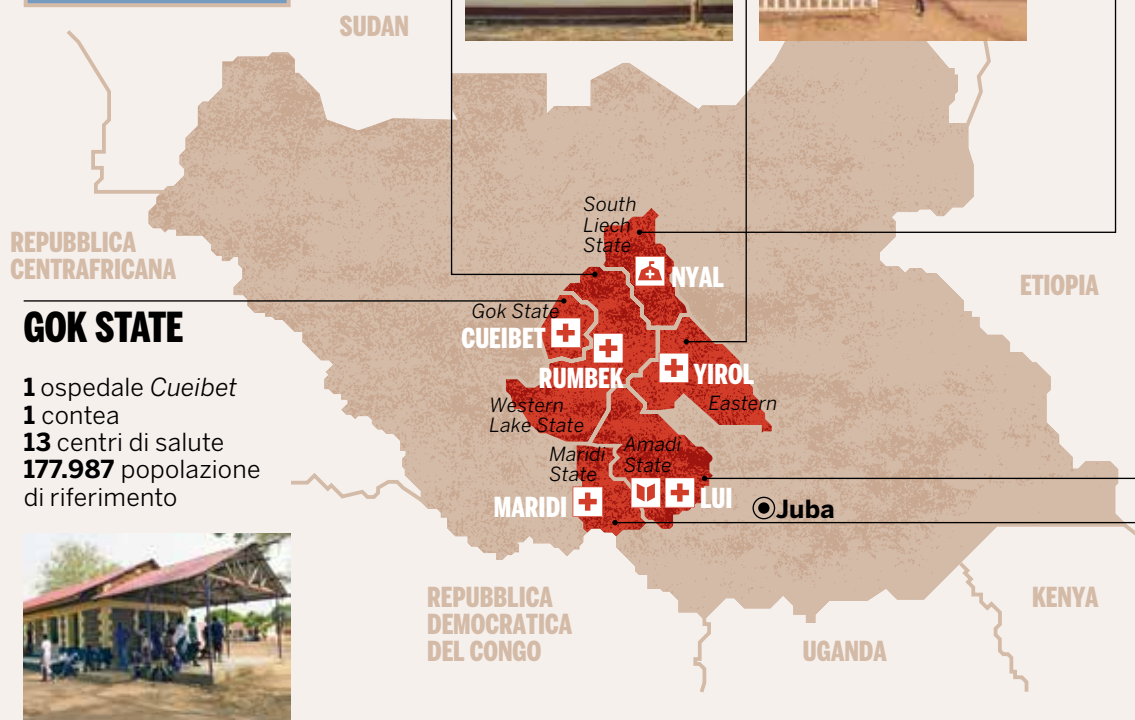 SUDAN
REPUBBLICA
CENTRAFRICANA
ETIOPIA
South
Liech
State
NYAL
GOK STATE
Gok State
CUEIBET
RUMBEK
YIROL
1 ospedale Cueibet
1 contea
13 centri di salute
177.987 popolazione
di riferimento
Western
Lake State
Eastern
Maridi
State
Amadi
State
MARIDI
LUI
Juba
REPUBBLICA
DEMOCRATICA
DEL CONGO
UGANDA
KENYA